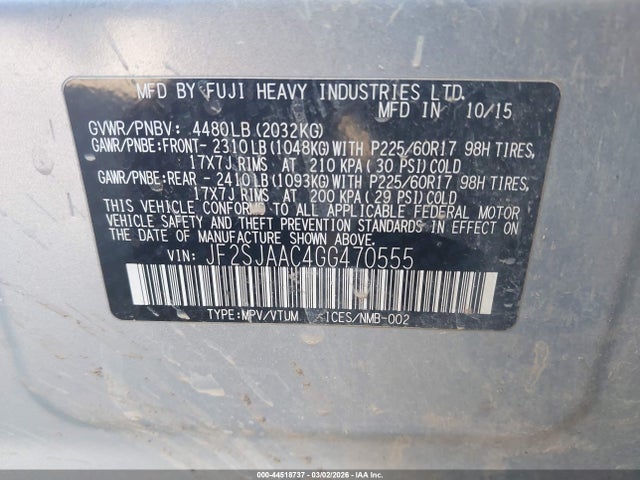 MFD BY FUJI HEAVY INDUSTRIES LTD.
MFD IN 10/15
GVWR/PNBV: 4480LB(2032KG)
GAWR/PNBE:FRONT- 2310LB(1048KG)WITH P225/60R17 98H TIRES,
17X7J RIMS AT 210 KPA(30 PSI)COLD
GAWR/PNBE:REAR - 2410LB(1093KG)WITH P225/60R17 98H TIRES,
17X7J RIMS AT 200 KPA(29 PSI)COLD
THIS VEHICLE CONFORMS TO ALL APPLICABLE FEDERAL MOTOR
VEHICLE SAFETY AND THEFT PREVENTION STANDARDS IN EFFECT ON
THE DATE OF MANUFACTURE SHOWN ABOVE.
VIN: JF2SJAAC4GG470555
TYPE:MPV/VTUM ICES/NMB-002
000-44518737 - 03/02/2026 - IAA Inc.